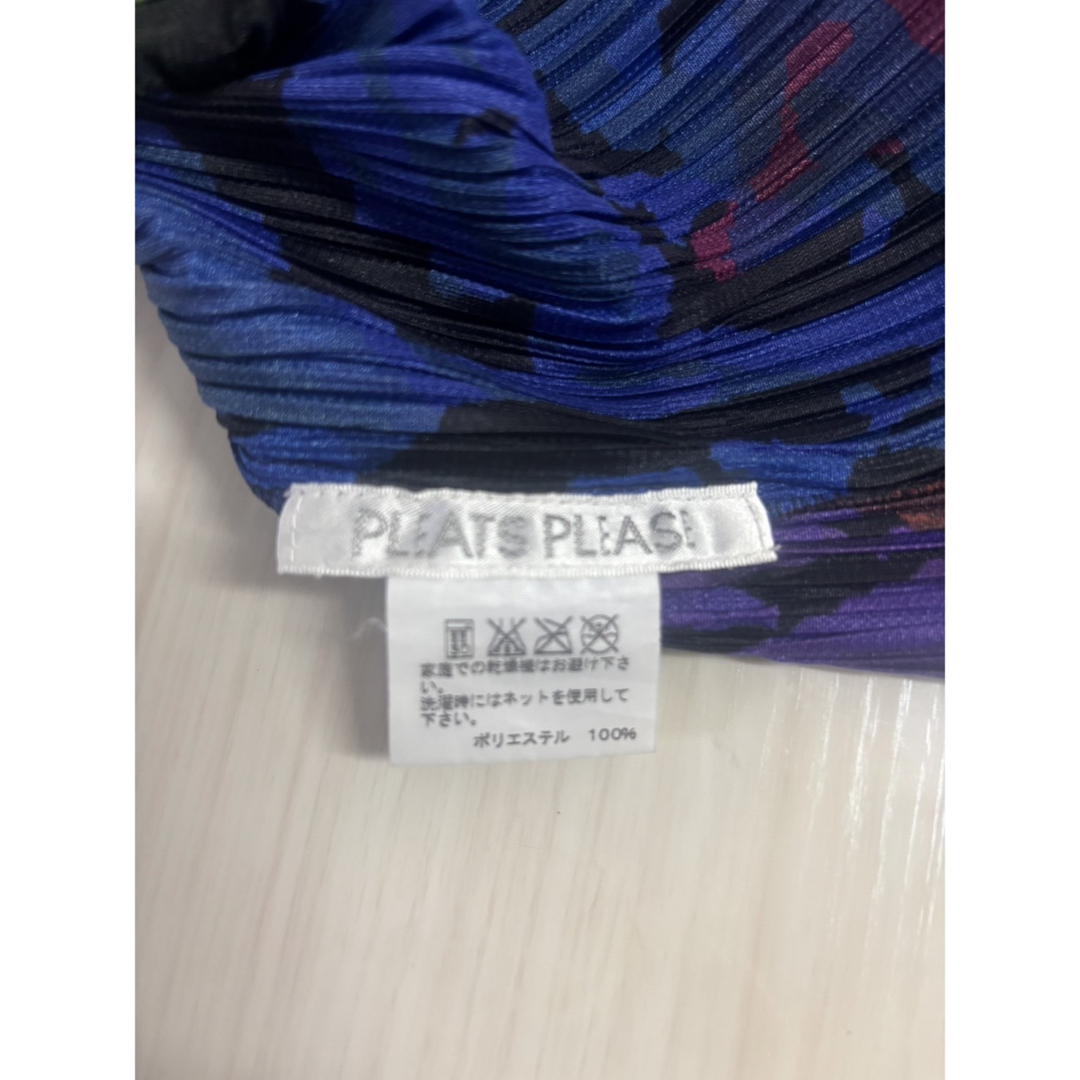 PLEATS PLEASE
家庭での乾燥機はお避け下さ
い。
洗濯時にはネットを使用して
下さい。
ポリエステル 100%